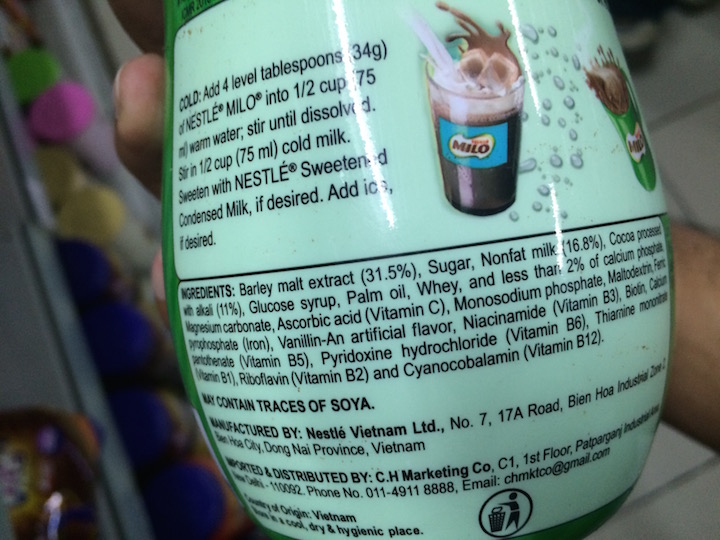 COLD: Add 4 level tablespoons (34g)
of NESTLÉ® MILO® into 1/2 cup (75
ml) warm water; stir until dissolved.
Stir in 1/2 cup (75 ml) cold milk.
Sweeten with NESTLÉ® Sweetened
Condensed Milk, if desired. Add ice,
if desired.
MILO
INGREDIENTS: Barley malt extract (31.5%), Sugar, Nonfat milk (16.8%), Cocoa processed
with alkali (11%), Glucose syrup, Palm oil, Whey, and less than 2% of calcium phosphate,
Magnesium carbonate, Ascorbic acid (Vitamin C), Monosodium phosphate, Maltodextrin, Ferric
pyrophosphate (Iron), Vanillin-An artificial flavor, Niacinamide (Vitamin B3), Biotin, Calcium
pantothenate (Vitamin B5), Pyridoxine hydrochloride (Vitamin B6), Thiamine mononitrate
(Vitamin B1), Riboflavin (Vitamin B2) and Cyanocobalamin (Vitamin B12).
MAY CONTAIN TRACES OF SOYA.
MANUFACTURED BY: Nestlé Vietnam Ltd., No. 7, 17A Road, Bien Hoa Industrial Zone 2,
Bien Hoa City, Dong Nai Province, Vietnam
IMPORTED & DISTRIBUTED BY: C.H Marketing Co, C1, 1st Floor, Patparganj Industrial Area,
New Delhi - 110092. Phone No. 011-4911 8888, Email: chmktco@gmail.com
Country of Origin: Vietnam
Store in a cool, dry & hygienic place.